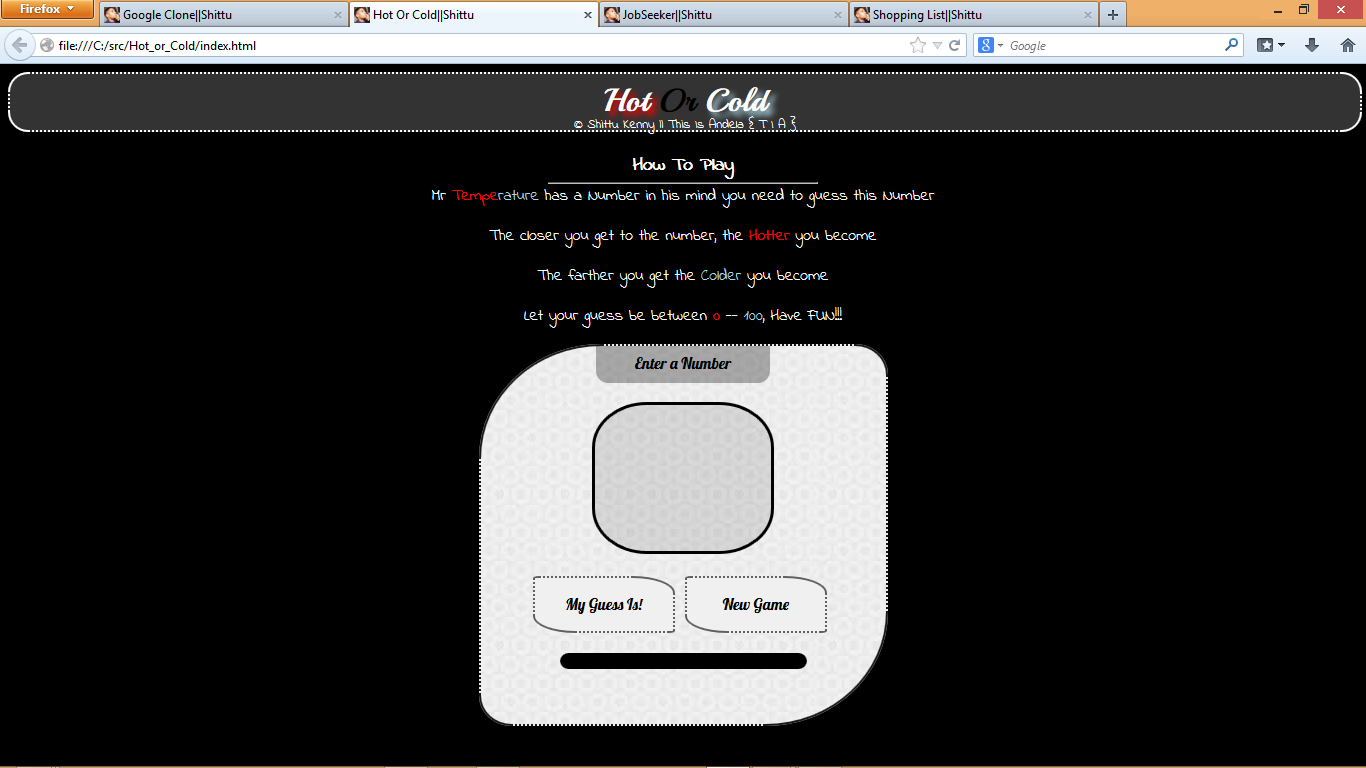 Firefox
Google Clone||Shittu
Hot Or Cold||Shittu
JobSeeker||Shittu
Shopping List||Shittu
file:///C:/src/Hot_or_Cold/index.html
Google
Hot Or Cold
© Shittu Kenny || This is Andela { T I A }
How To Play
Mr Temperature has a Number in his mind you need to guess this Number
The closer you get to the number, the Hotter you become
The farther you get the Colder you become
Let your guess be between 0 -- 100, Have FUN!!!
Enter a Number
My Guess Is!
New Game